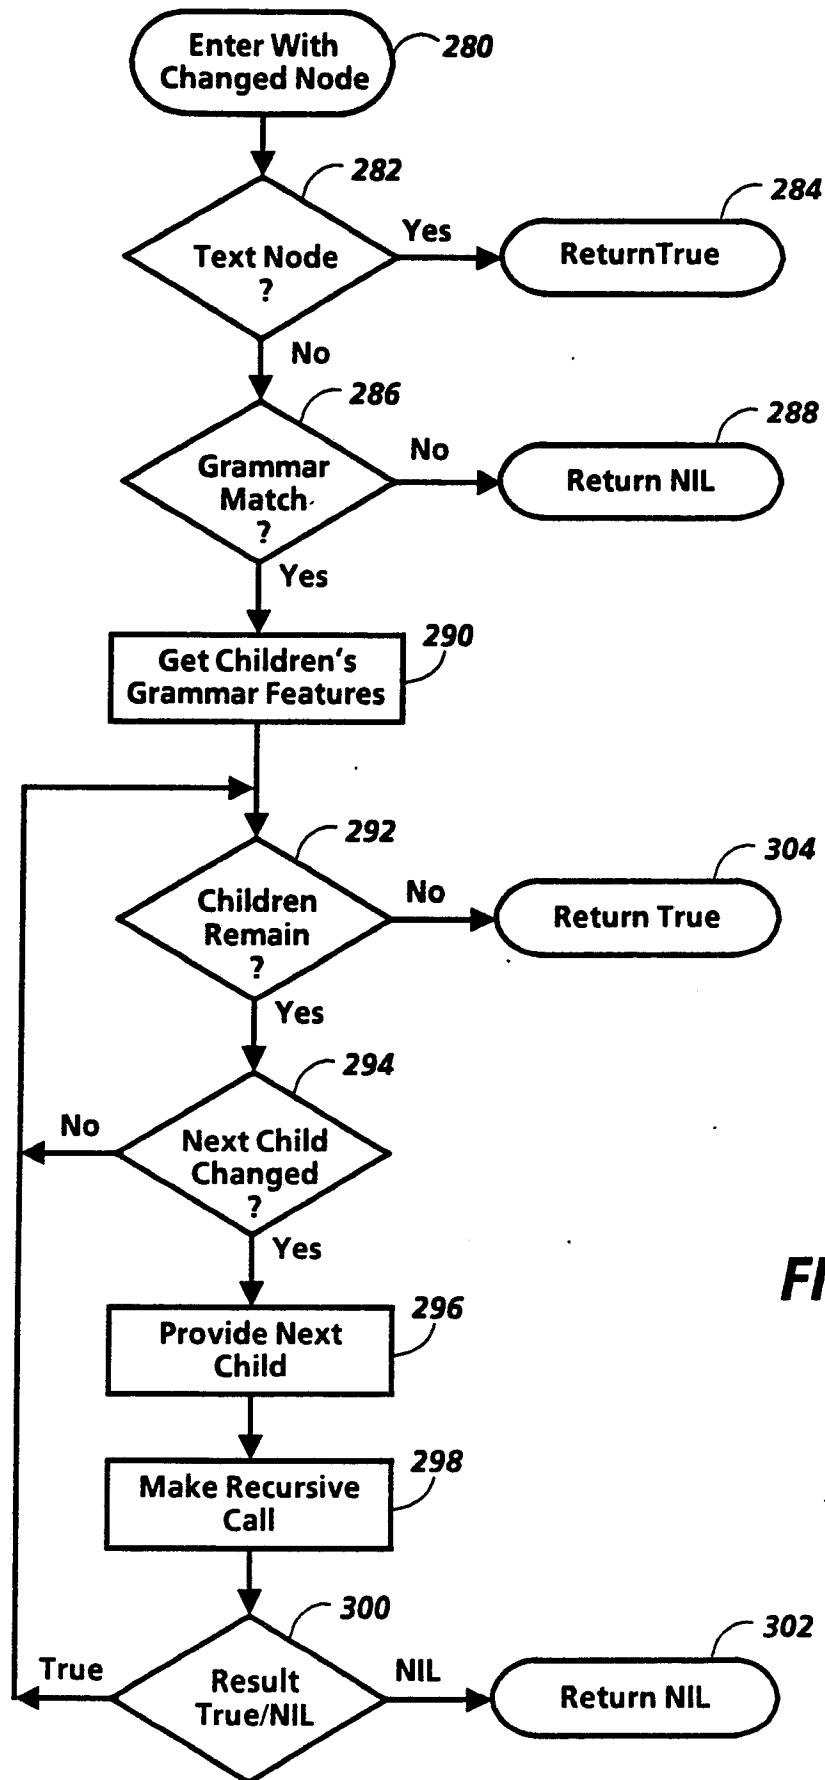 Enter With
Changed Node
280
282
Text Node
?
Yes
284
ReturnTrue
No
286
Grammar
Match
?
No
288
Return NIL
Yes
Get Children's
Grammar Features
290
292
Children
Remain
?
No
304
Return True
Yes
294
Next Child
Changed
?
No
Yes
Provide Next
Child
296
Make Recursive
Call
298
300
Result
True/NIL
True
NIL
302
Return NIL